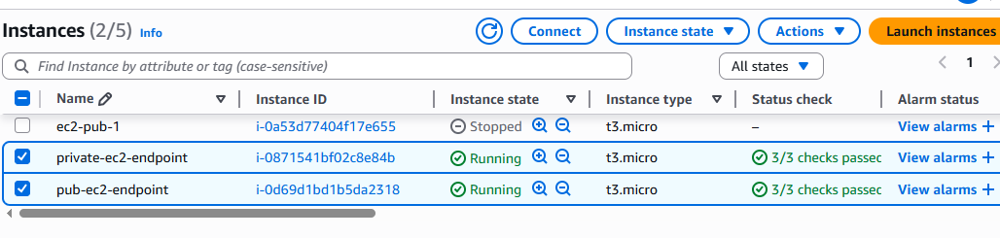 Instances (2/5) Info Connect Instance state Actions Launch instances
Find Instance by attribute or tag (case-sensitive) All states 1
Name Instance ID Instance state Instance type Status check Alarm status
ec2-pub-1 i-0a53d77404f17e655 Stopped t3.micro – View alarms +
private-ec2-endpoint i-0871541bf02c8e84b Running t3.micro 3/3 checks passec View alarms +
pub-ec2-endpoint i-0d69d1bd1b5da2318 Running t3.micro 3/3 checks passec View alarms +